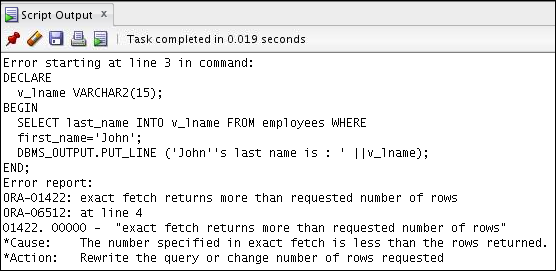 Script Output x
Task completed in 0.019 seconds
Error starting at line 3 in command:
DECLARE
  v_lname VARCHAR2(15);
BEGIN
  SELECT last_name INTO v_lname FROM employees WHERE
  first_name='John';
  DBMS_OUTPUT.PUT_LINE ('John''s last name is : ' ||v_lname);
END;
Error report:
ORA-01422: exact fetch returns more than requested number of rows
ORA-06512: at line 4
01422. 00000 -  "exact fetch returns more than requested number of rows"
*Cause:    The number specified in exact fetch is less than the rows returned.
*Action:   Rewrite the query or change number of rows requested